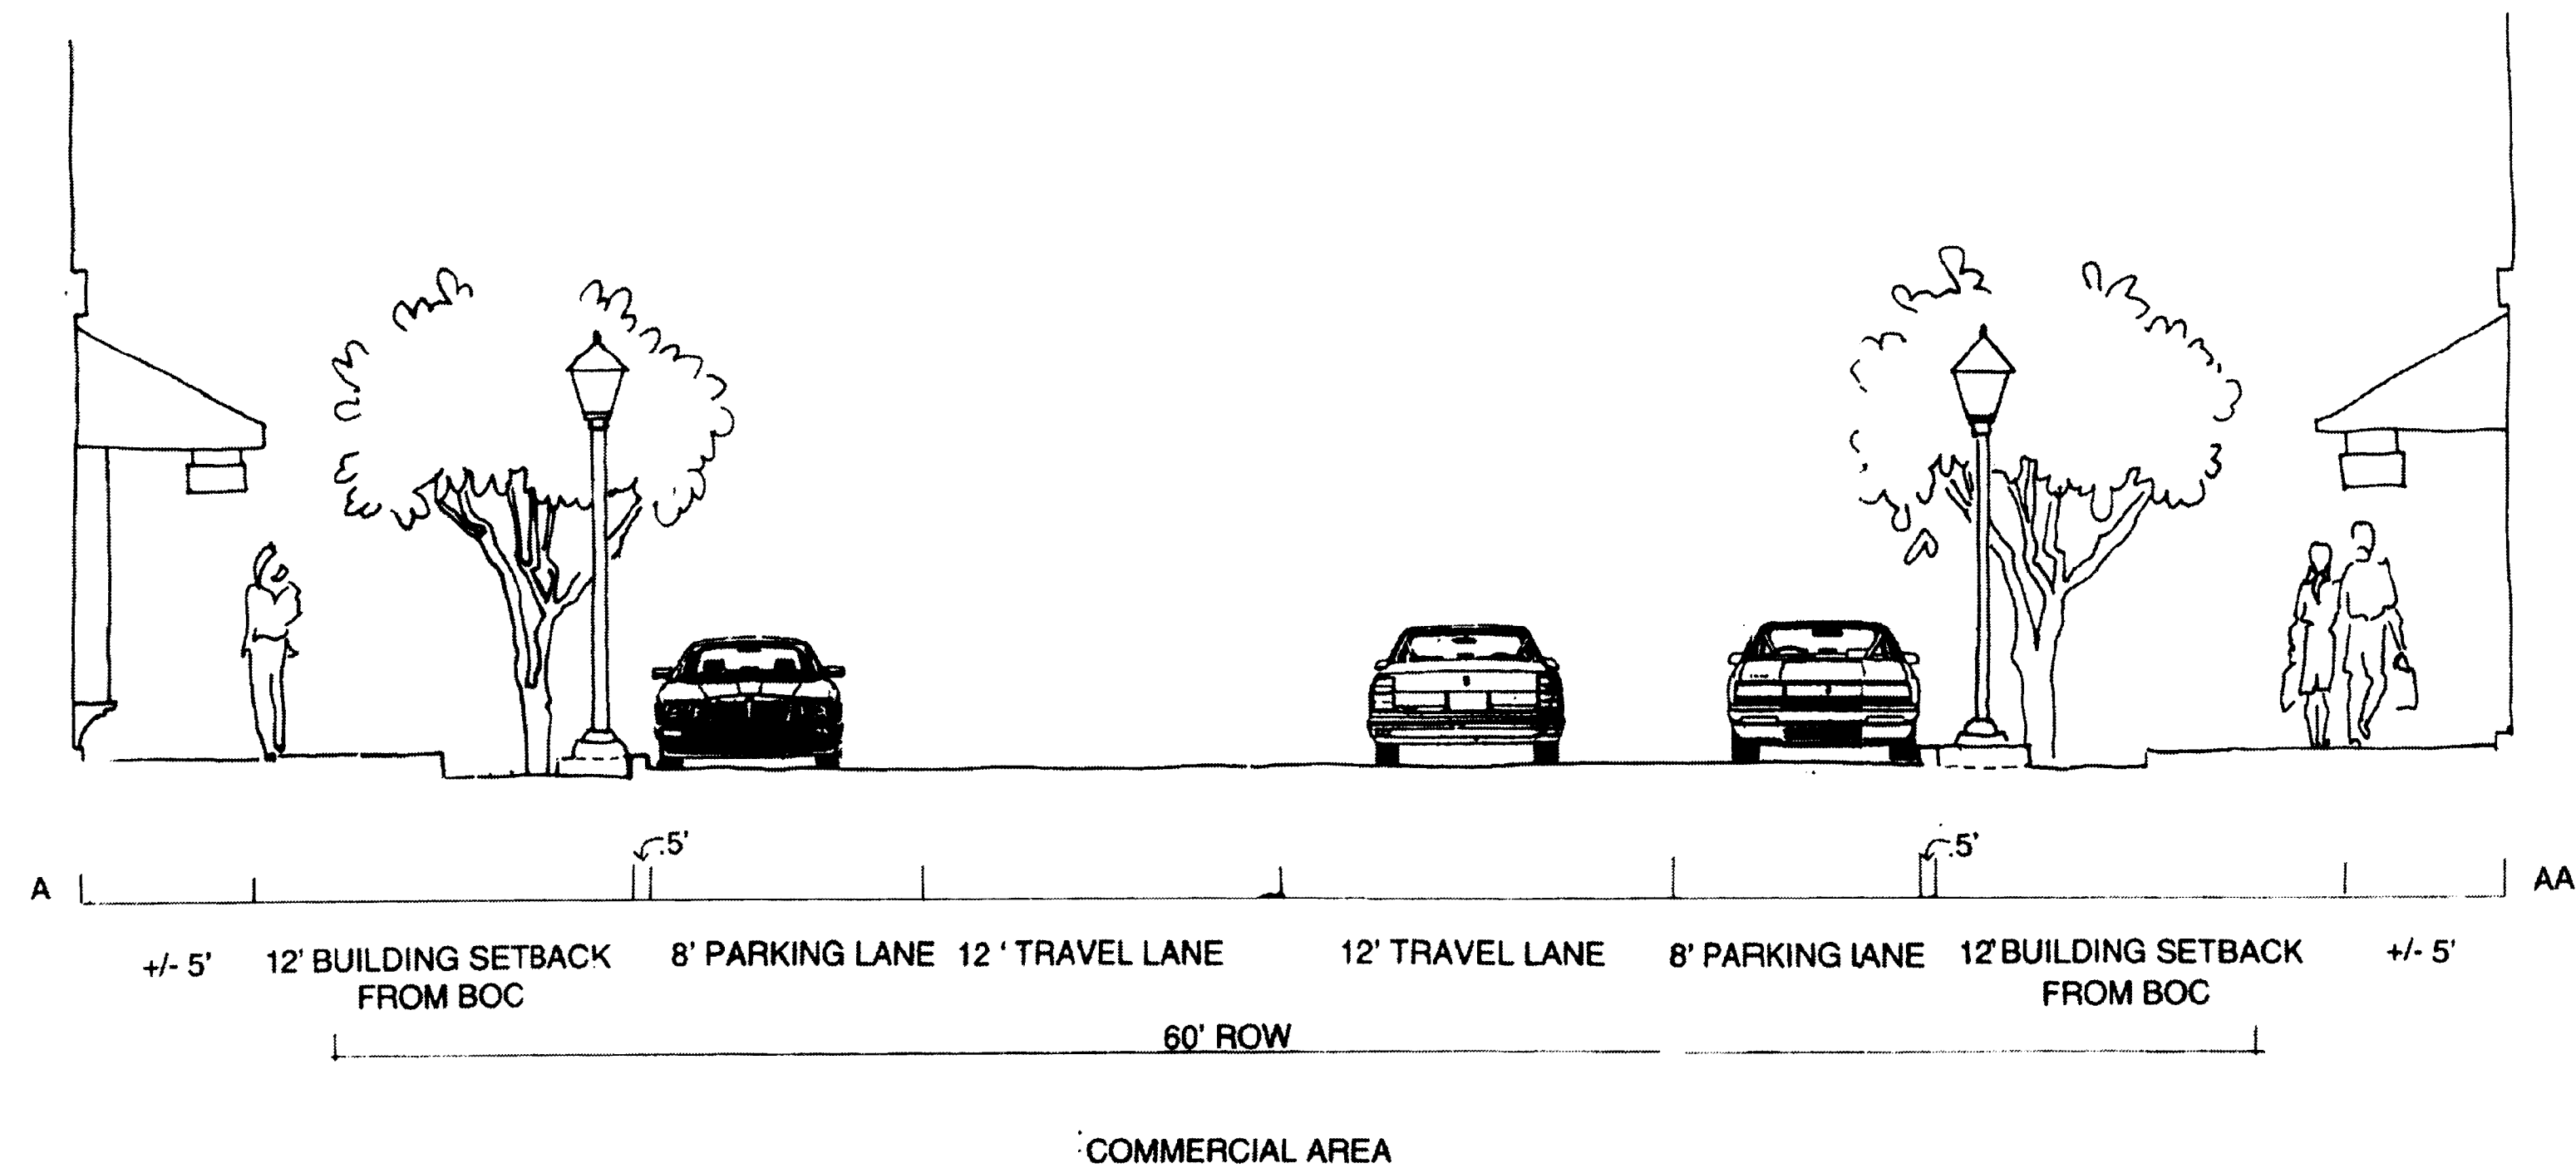 .5' .5'
A AA
+/- 5' 12' BUILDING SETBACK 8' PARKING LANE 12 ' TRAVEL LANE 12' TRAVEL LANE 8' PARKING LANE 12' BUILDING SETBACK +/- 5'
FROM BOC FROM BOC
60' ROW
COMMERCIAL AREA